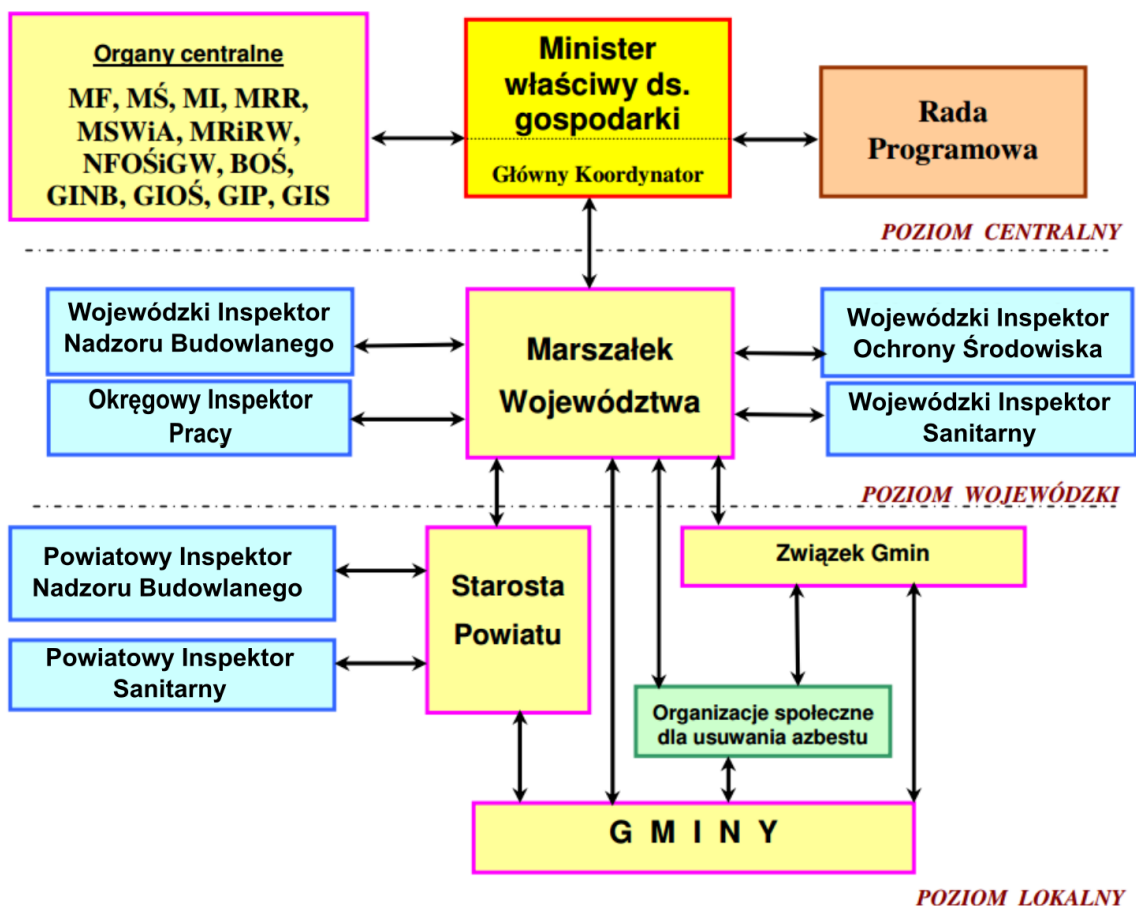 Organy centralne
MF, MŚ, MI, MRR,
MSWiA, MRiRW,
NFOŚiGW, BOŚ,
GINB, GIOŚ, GIP, GIS
Minister
właściwy ds.
gospodarki
Główny Koordynator
Rada
Programowa
POZIOM CENTRALNY
Wojewódzki Inspektor
Nadzoru Budowlanego
Okręgowy Inspektor
Pracy
Marszałek
Województwa
Wojewódzki Inspektor
Ochrony Środowiska
Wojewódzki Inspektor
Sanitarny
POZIOM WOJEWÓDZKI
Powiatowy Inspektor
Nadzoru Budowlanego
Powiatowy Inspektor
Sanitarny
Starosta
Powiatu
Związek Gmin
Organizacje społeczne
dla usuwania azbestu
G M I N Y
POZIOM LOKALNY